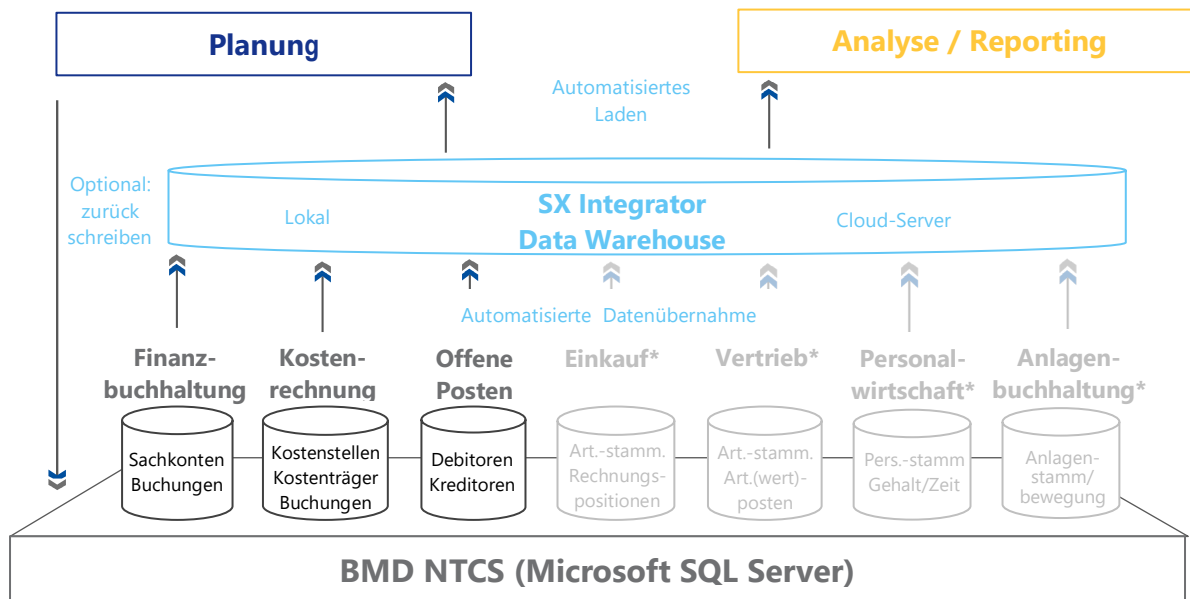 Planung
Analyse / Reporting
Automatisiertes
Laden
Optional:
zurück
schreiben
Lokal
SX Integrator
Data Warehouse
Cloud-Server
Automatisierte Datenübernahme
Finanz-
buchhaltung
Kosten-
rechnung
Offene
Posten
Einkauf*
Vertrieb*
Personal-
wirtschaft*
Anlagen-
buchhaltung*
Sachkonten
Buchungen
Kostenstellen
Kostenträger
Buchungen
Debitoren
Kreditoren
Art.-stamm.
Rechnungs-
positionen
Art.-stamm.
Art.(wert)-
posten
Pers.-stamm
Gehalt/Zeit
Anlagen-
stamm/
bewegung
BMD NTCS (Microsoft SQL Server)